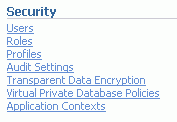 Security
Users
Roles
Profiles
Audit Settings
Transparent Data Encryption
Virtual Private Database Policies
Application Contexts